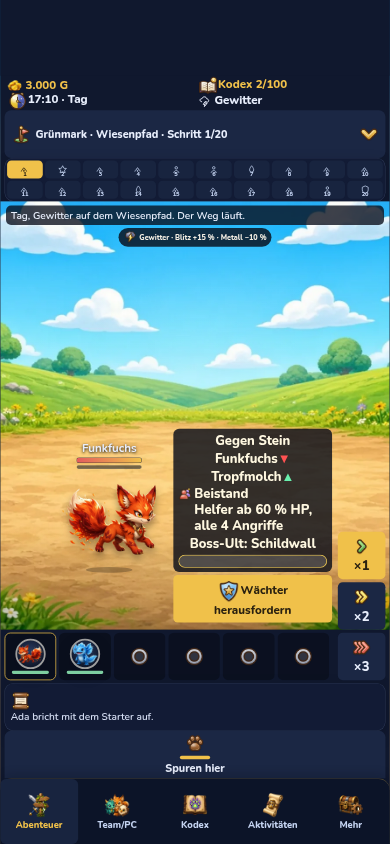 3.000 G
Kodex 2/100
17:10 · Tag
Gewitter
Grünmark · Wiesenpfad · Schritt 1/20
Tag, Gewitter auf dem Wiesenpfad. Der Weg läuft.
Gewitter · Blitz +15 % · Metall −10 %
Gegen Stein
Funkfuchs▼
Tropfmolch▲
Beistand
Helfer ab 60 % HP,
alle 4 Angriffe
Boss-Ult: Schildwall
Funkfuchs
×1
Wächter
herausfordern
×2
×3
Ada bricht mit dem Starter auf.
Spuren hier
Abenteuer
Team/PC
Kodex
Aktivitäten
Mehr